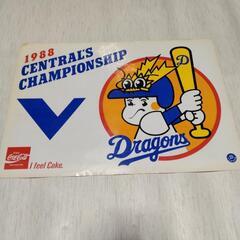 1988
CENTRAL'S
CHAMPIONSHIP
V
D
Dragons
Coca-Cola
I feel Coke.